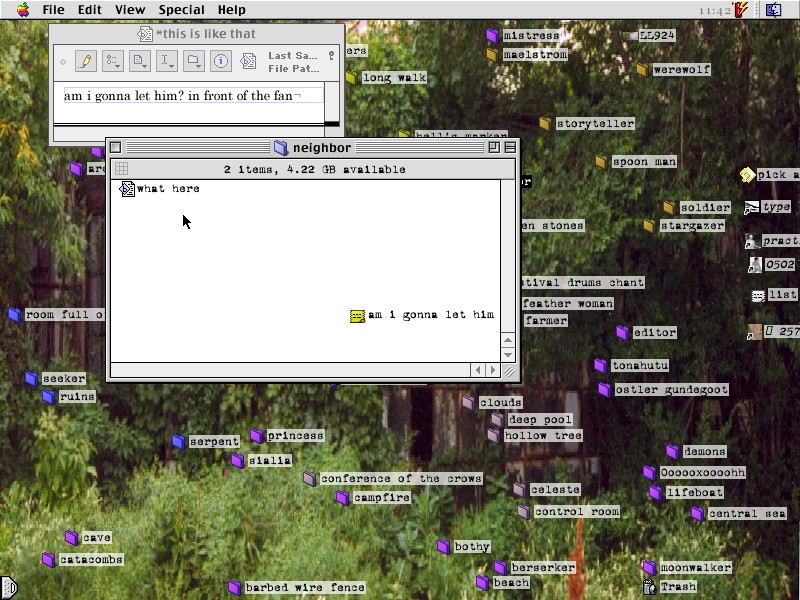 File Edit View Special Help
11:42
*this is like that
Last Sa...
File Pat...
am i gonna let him? in front of the fan¬
neighbor
2 items, 4.22 GB available
what here
am i gonna let him
ers
long walk
mistress
maelstrom
LL924
werewolf
storyteller
spoon man
pick a
soldier
type
stargazer
en stones
pract
0502
stival drums chant
list
feather woman
farmer
room full o
editor
257
tonahutu
seeker
ostler gundegoot
ruins
clouds
deep pool
princess
hollow tree
serpent
demons
sialia
conference of the crows
celeste
lifeboat
campfire
control room
central sea
cave
bothy
catacombs
berserker
moonwalker
barbed wire fence
beach
Trash